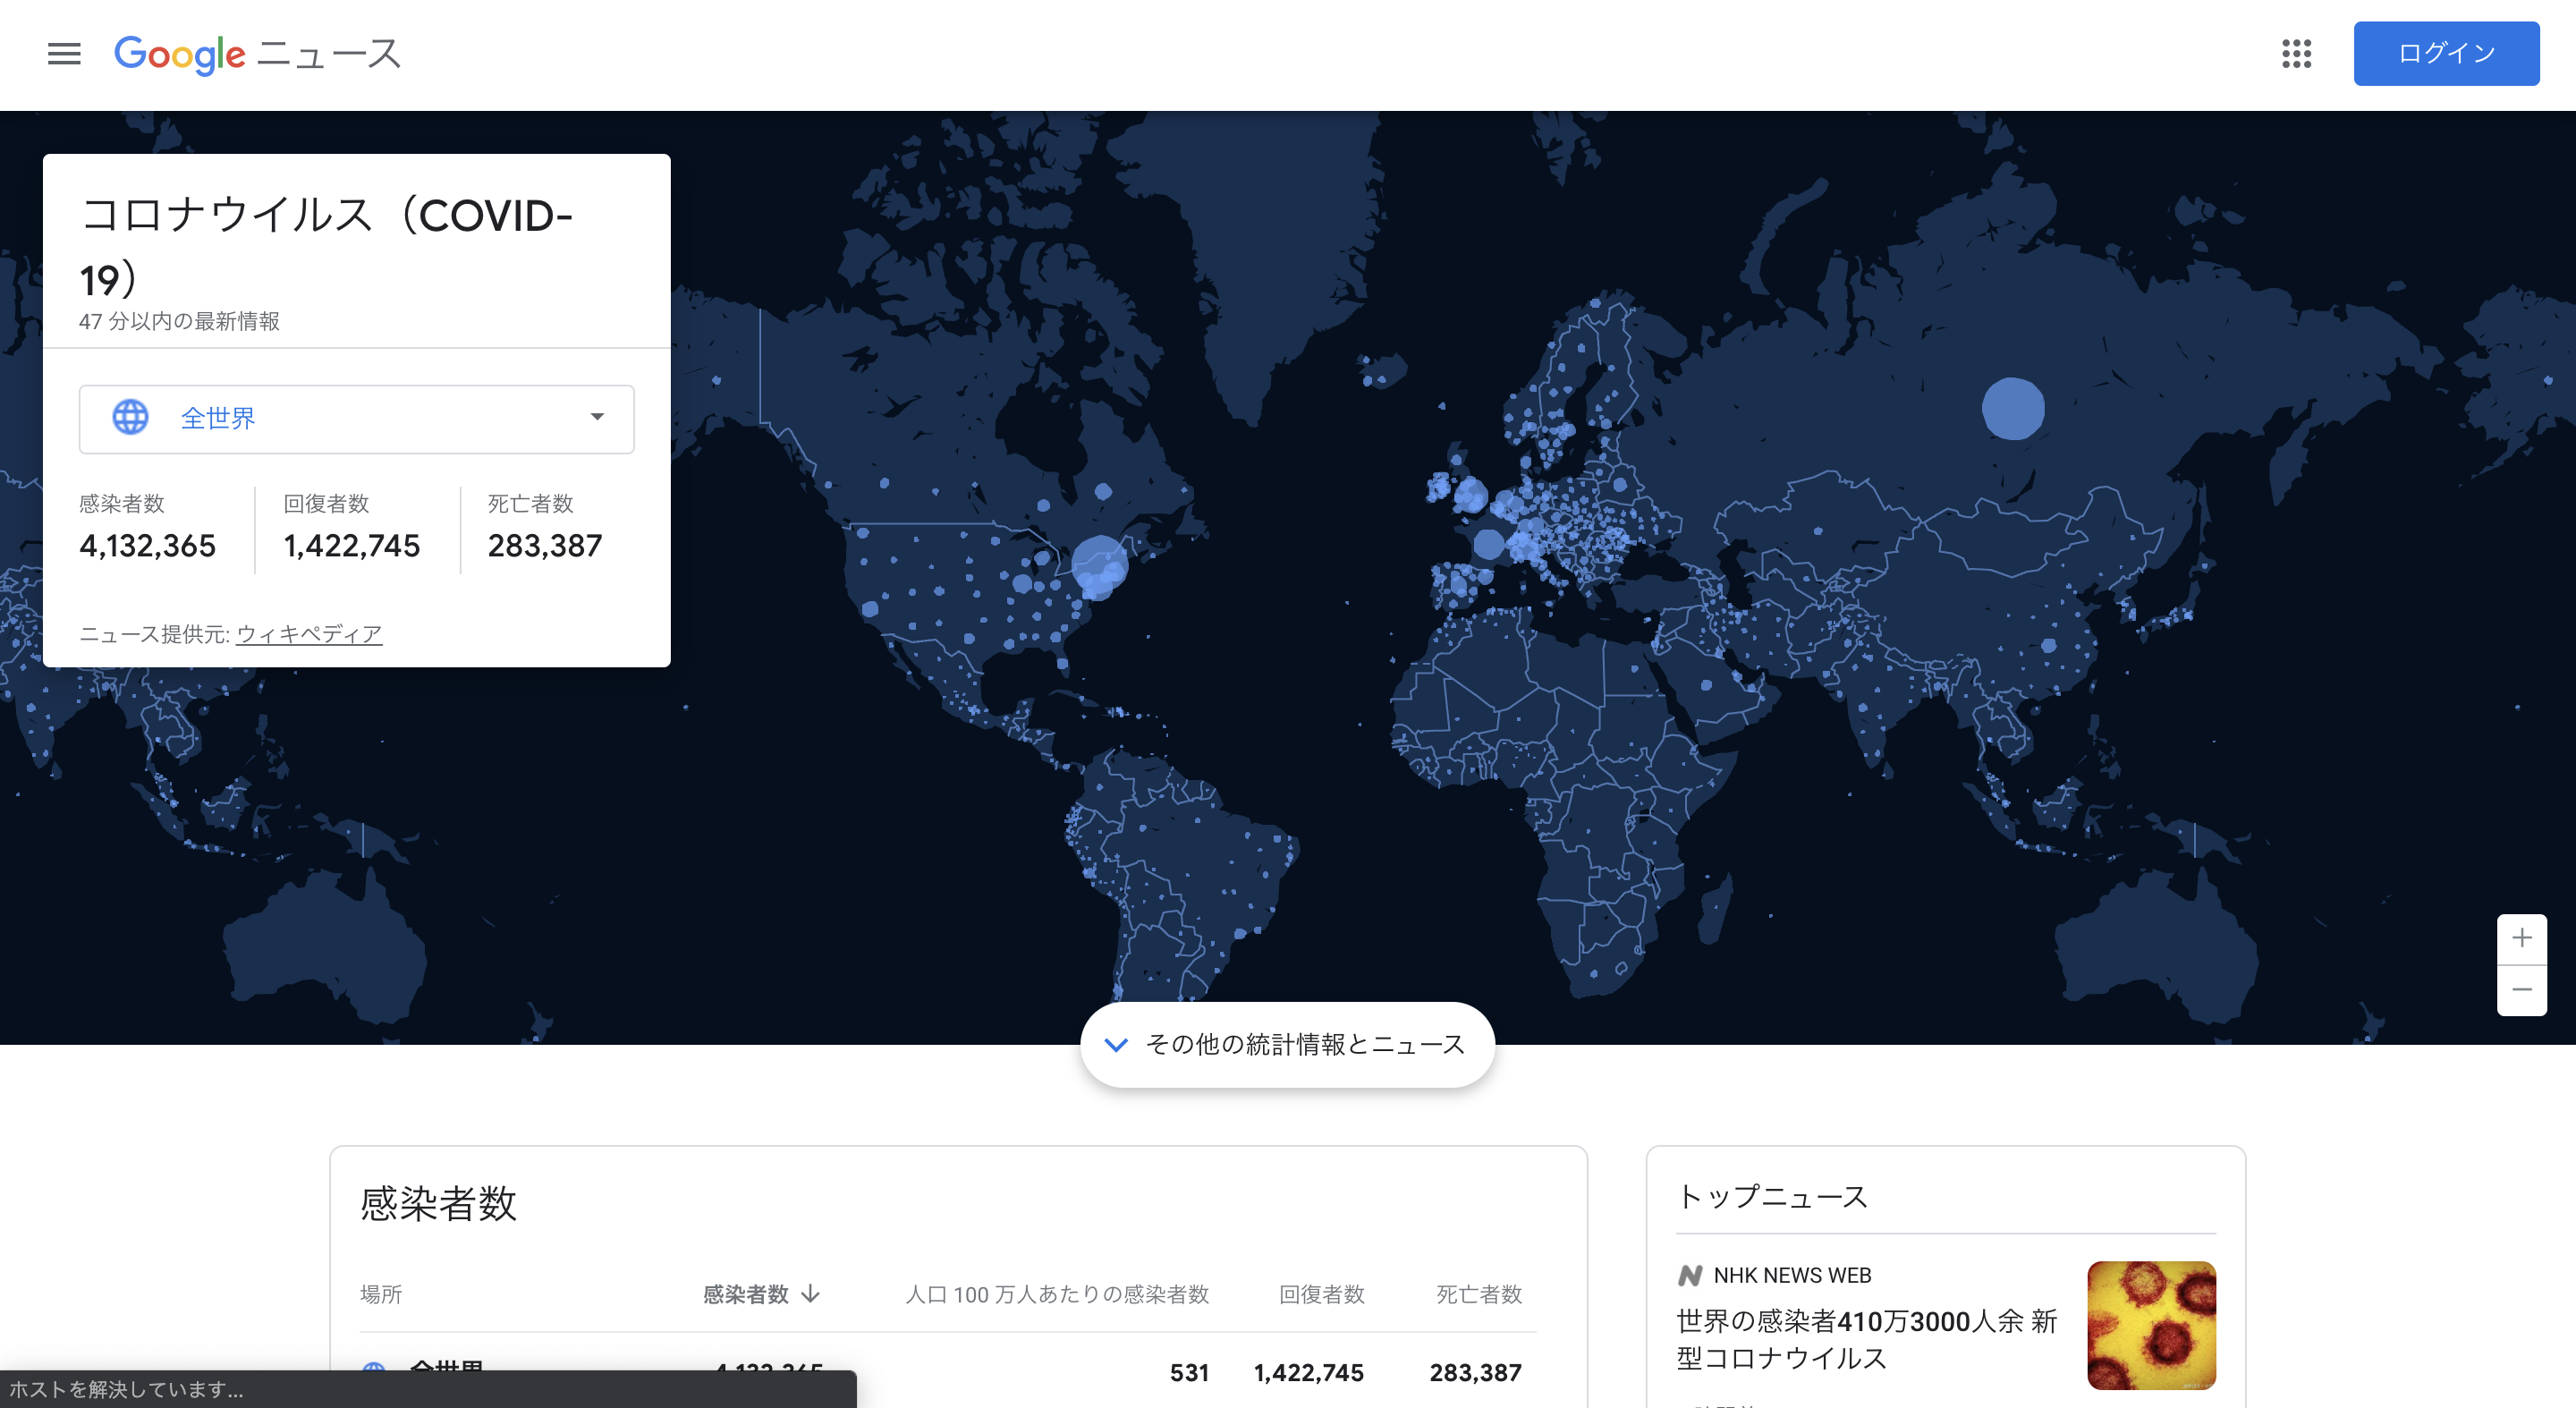 Google ニュース
ログイン
コロナウイルス（COVID-
19）
47 分以内の最新情報
全世界
感染者数 回復者数 死亡者数
4,132,365 1,422,745 283,387
ニュース提供元: ウィキペディア
その他の統計情報とニュース
感染者数
場所 感染者数 人口 100 万人あたりの感染者数 回復者数 死亡者数
全世界 4,132,365 531 1,422,745 283,387
トップニュース
NHK NEWS WEB
世界の感染者410万3000人余 新
型コロナウイルス
ホストを解決しています...